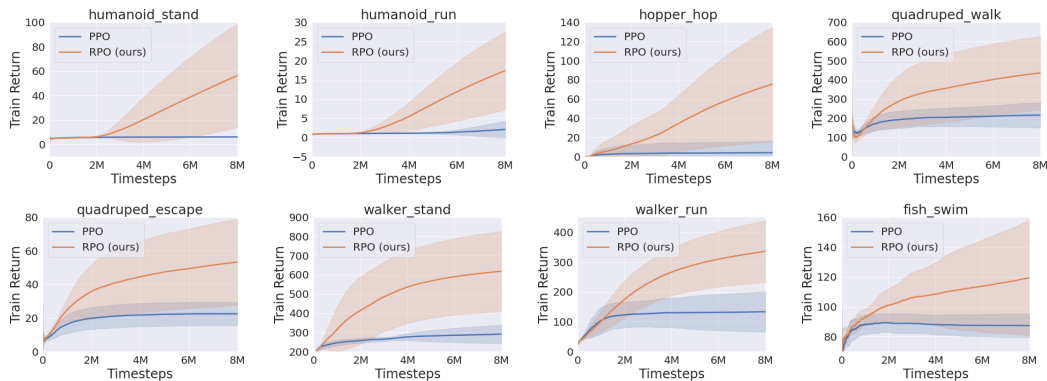 humanoid_stand
100
80
60
40
20
0
Train Return
PPO
RPO (ours)
0
2M
4M
6M
8M
Timesteps
humanoid_run
30
25
20
15
10
5
0
−5
Train Return
PPO
RPO (ours)
0
2M
4M
6M
8M
Timesteps
hopper_hop
140
120
100
80
60
40
20
0
Train Return
PPO
RPO (ours)
0
2M
4M
6M
8M
Timesteps
quadruped_walk
700
600
500
400
300
200
100
0
Train Return
PPO
RPO (ours)
0
2M
4M
6M
8M
Timesteps
quadruped_escape
80
60
40
20
0
Train Return
PPO
RPO (ours)
0
2M
4M
6M
8M
Timesteps
walker_stand
900
800
700
600
500
400
300
200
Train Return
PPO
RPO (ours)
0
2M
4M
6M
8M
Timesteps
walker_run
400
300
200
100
0
Train Return
PPO
RPO (ours)
0
2M
4M
6M
8M
Timesteps
fish_swim
160
140
120
100
80
Train Return
PPO
RPO (ours)
0
2M
4M
6M
8M
Timesteps